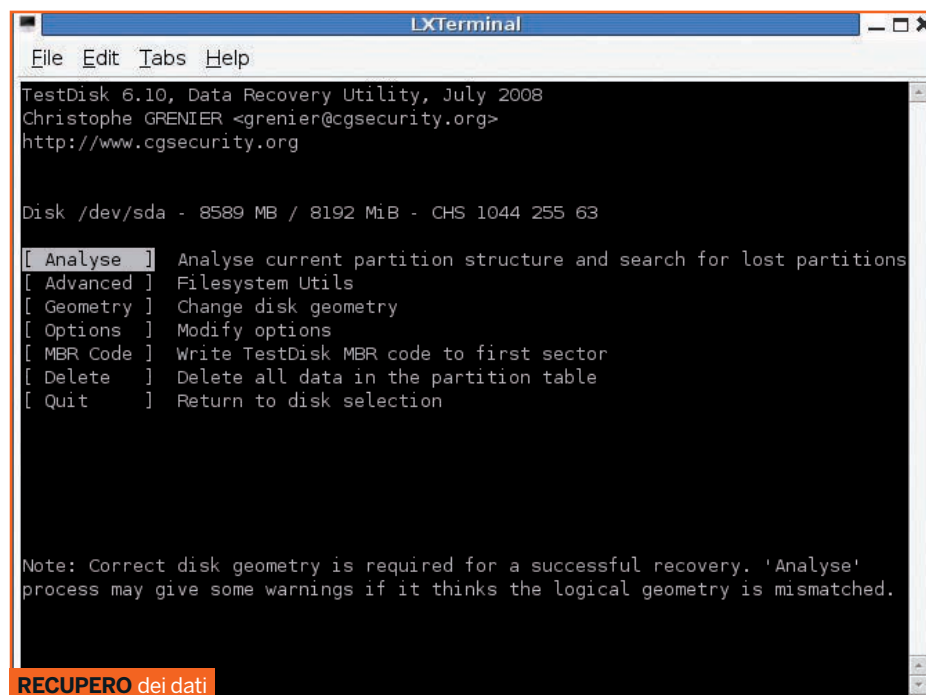 LXTerminal
File Edit Tabs Help
TestDisk 6.10, Data Recovery Utility, July 2008
Christophe GRENIER <grenier@cgsecurity.org>
http://www.cgsecurity.org
Disk /dev/sda - 8589 MB / 8192 MiB - CHS 1044 255 63
[ Analyse  ]  Analyse current partition structure and search for lost partitions
[ Advanced ]  Filesystem Utils
[ Geometry ]  Change disk geometry
[ Options  ]  Modify options
[ MBR Code ]  Write TestDisk MBR code to first sector
[ Delete   ]  Delete all data in the partition table
[ Quit     ]  Return to disk selection
Note: Correct disk geometry is required for a successful recovery. 'Analyse'
process may give some warnings if it thinks the logical geometry is mismatched.
RECUPERO dei dati